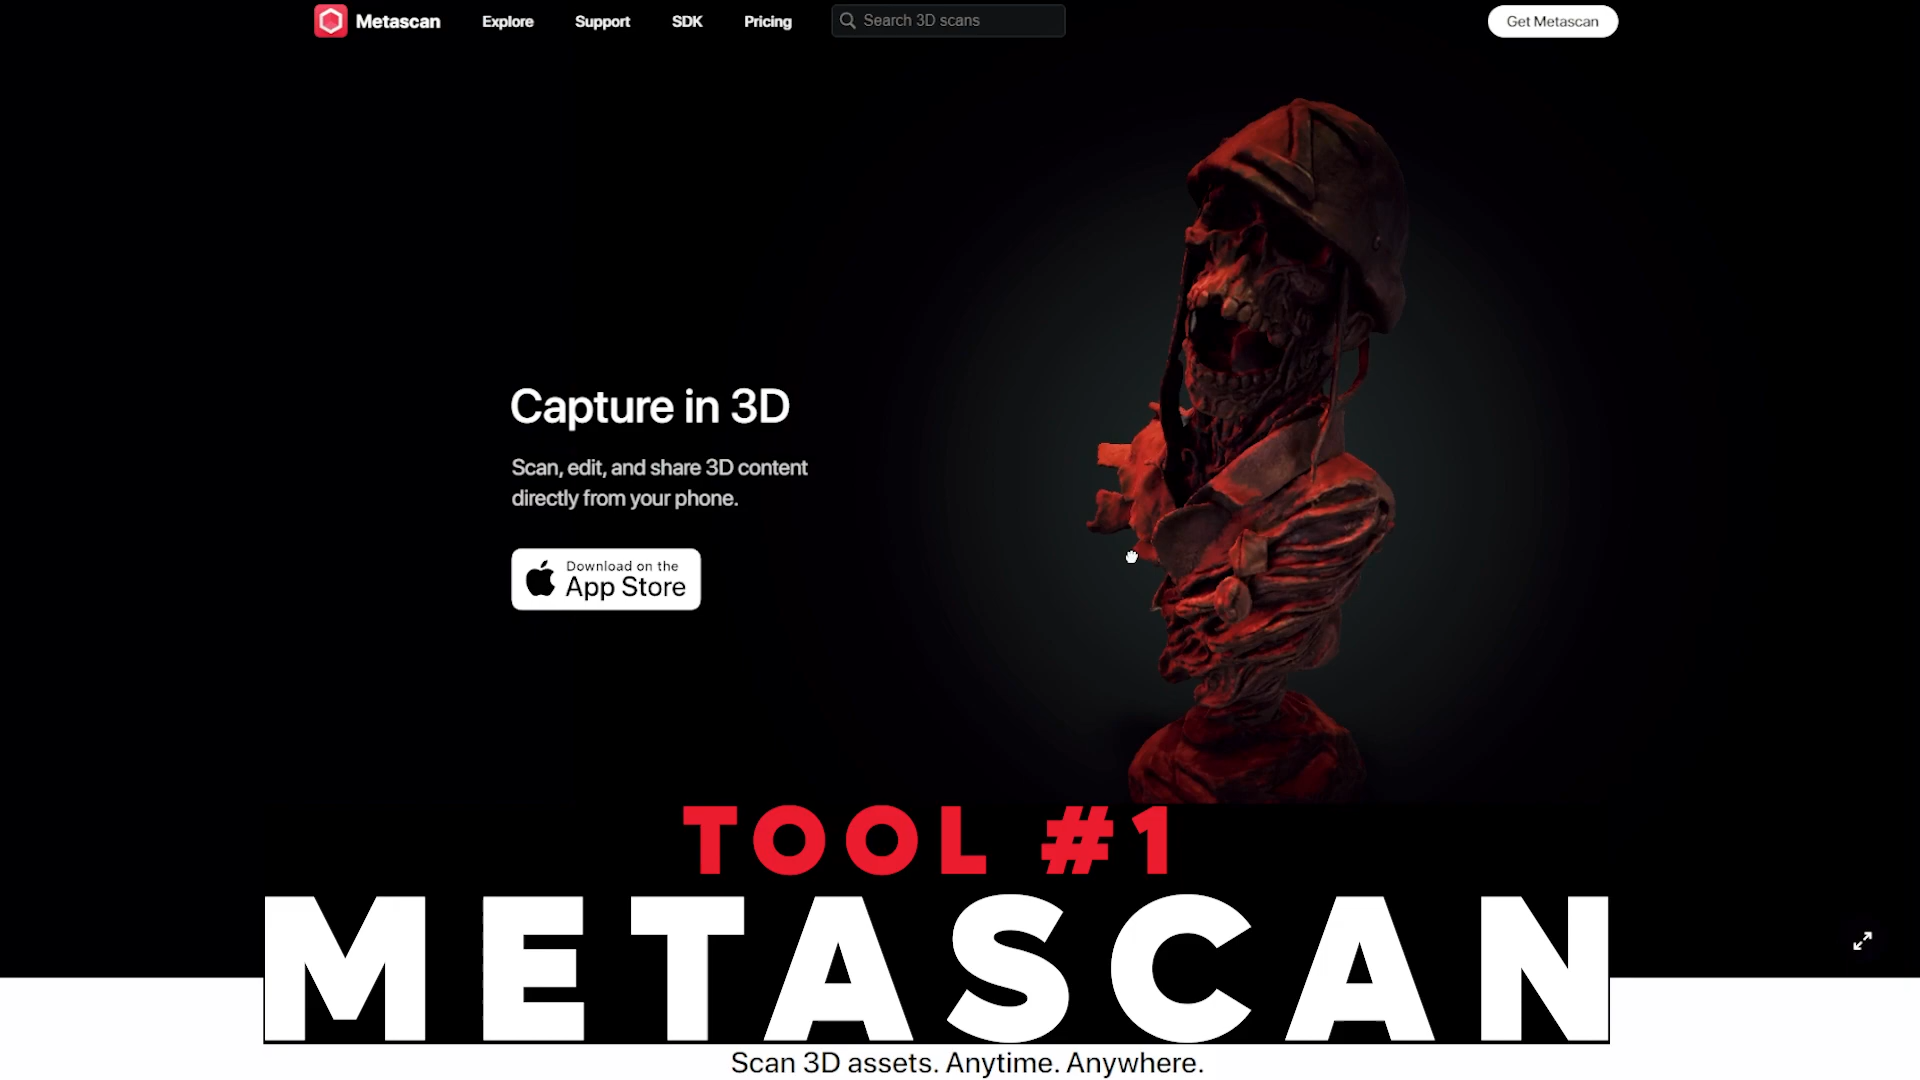 Metascan
Explore
Support
SDK
Pricing
Search 3D scans
Get Metascan
Capture in 3D
Scan, edit, and share 3D content
directly from your phone.
Download on the
App Store
TOOL #1
METASCAN
Scan 3D assets. Anytime. Anywhere.